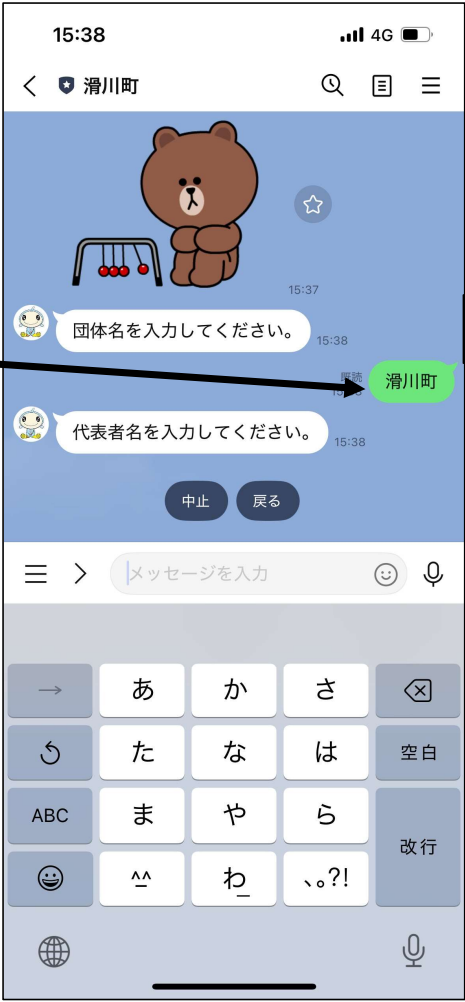 15:38
4G
滑川町
15:37
団体名を入力してください。
15:38
既読
滑川町
代表者名を入力してください。
15:38
中止
戻る
メッセージを入力
→
あ
か
さ
た
な
は
空白
ABC
ま
や
ら
改行
^^
わ
、。?!